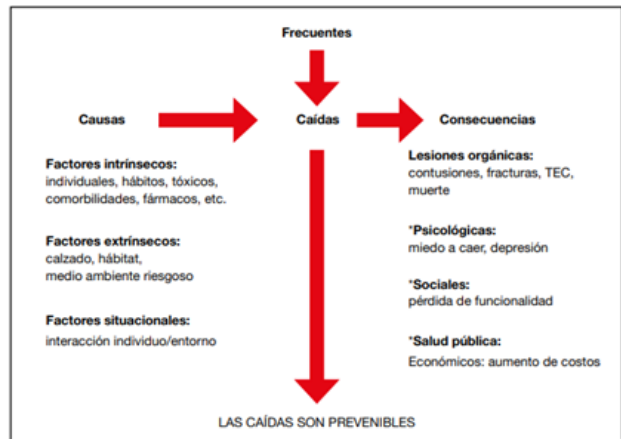 Frecuentes
Causas
Caídas
Consecuencias
Factores intrínsecos:
individuales, hábitos, tóxicos,
comorbilidades, fármacos, etc.
Factores extrínsecos:
calzado, hábitat,
medio ambiente riesgoso
Factores situacionales:
interacción individuo/entorno
Lesiones orgánicas:
contusiones, fracturas, TEC,
muerte
*Psicológicas:
miedo a caer, depresión
*Sociales:
pérdida de funcionalidad
*Salud pública:
Económicos: aumento de costos
LAS CAÍDAS SON PREVENIBLES